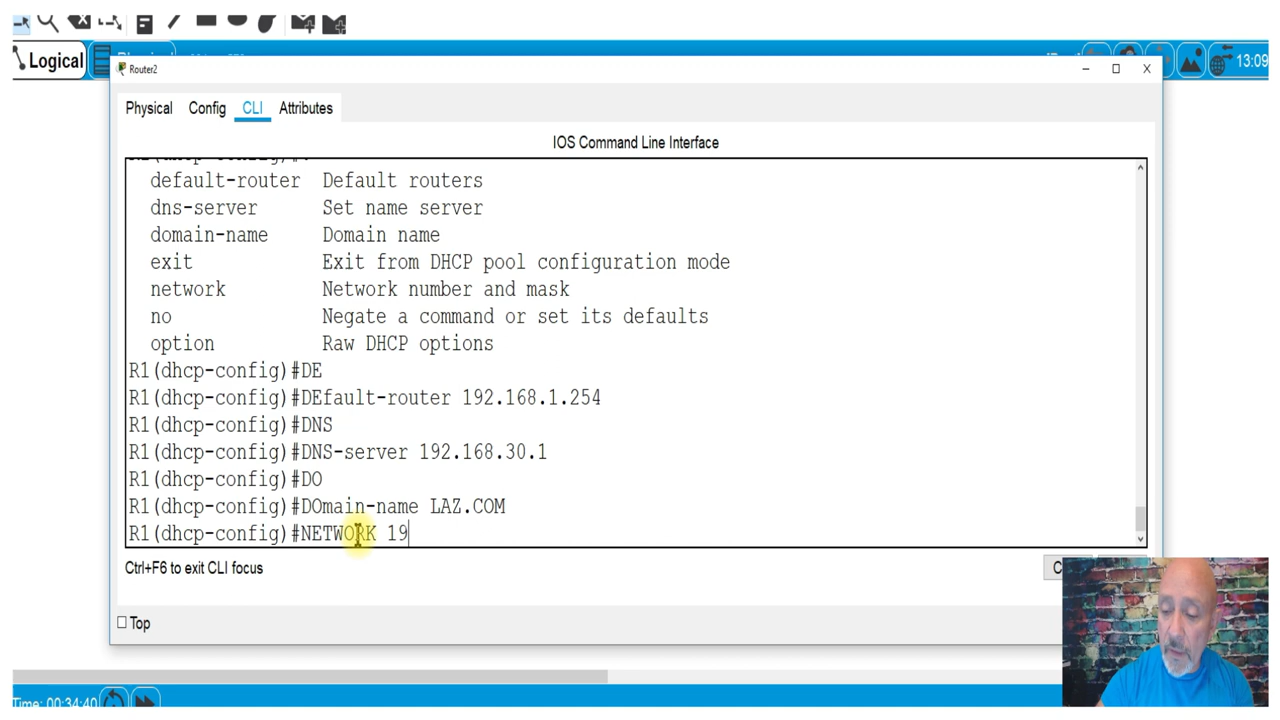 Logical
13:09
Router2
Physical Config CLI Attributes
IOS Command Line Interface
default-router Default routers
dns-server Set name server
domain-name Domain name
exit Exit from DHCP pool configuration mode
network Network number and mask
no Negate a command or set its defaults
option Raw DHCP options
R1(dhcp-config)#DE
R1(dhcp-config)#DEfault-router 192.168.1.254
R1(dhcp-config)#DNS
R1(dhcp-config)#DNS-server 192.168.30.1
R1(dhcp-config)#DO
R1(dhcp-config)#DOmain-name LAZ.COM
R1(dhcp-config)#NETWORK 19
Ctrl+F6 to exit CLI focus
Top
Time: 00:34:40